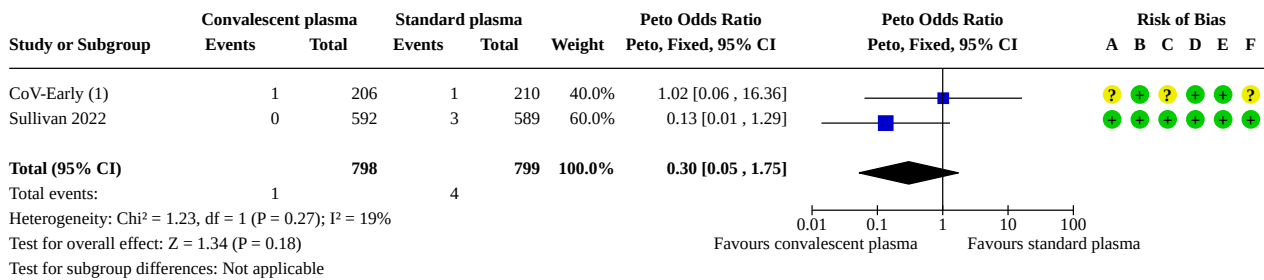 Convalescent plasma Standard plasma Peto Odds Ratio Peto Odds Ratio Risk of Bias
Study or Subgroup Events Total Events Total Weight Peto, Fixed, 95% CI Peto, Fixed, 95% CI A B C D E F
CoV-Early (1) 1 206 1 210 40.0% 1.02 [0.06 , 16.36] ? + ? + + ?
Sullivan 2022 0 592 3 589 60.0% 0.13 [0.01 , 1.29] + + + + + +
Total (95% CI) 798 799 100.0% 0.30 [0.05 , 1.75]
Total events: 1 4
Heterogeneity: Chi² = 1.23, df = 1 (P = 0.27); I² = 19%
0.01 0.1 1 10 100
Test for overall effect: Z = 1.34 (P = 0.18) Favours convalescent plasma Favours standard plasma
Test for subgroup differences: Not applicable